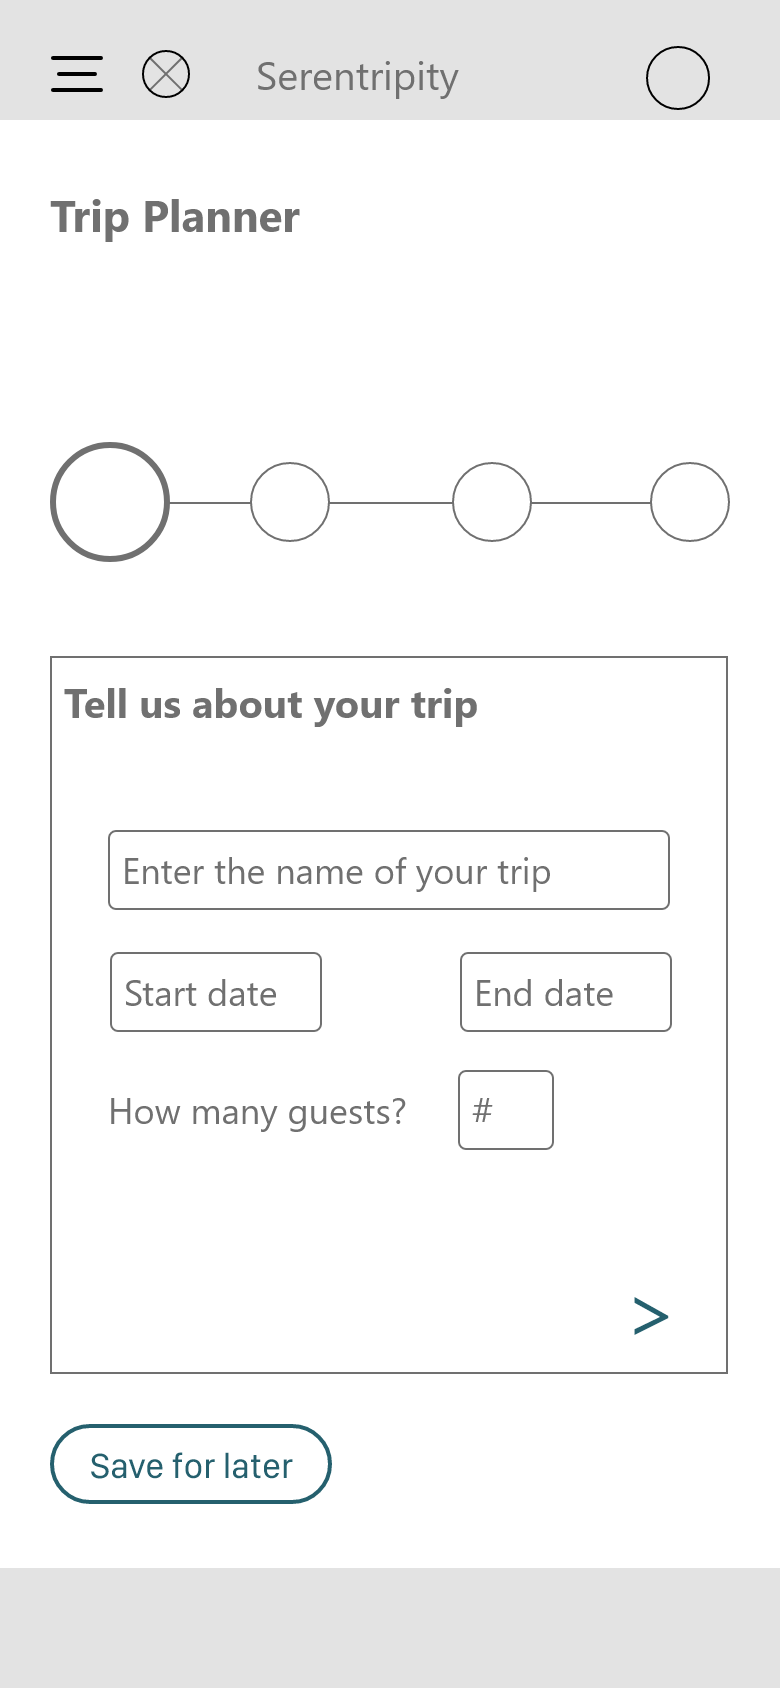 Serentripity
Trip Planner
Tell us about your trip
Enter the name of your trip
Start date
End date
How many guests?
#
>
Save for later